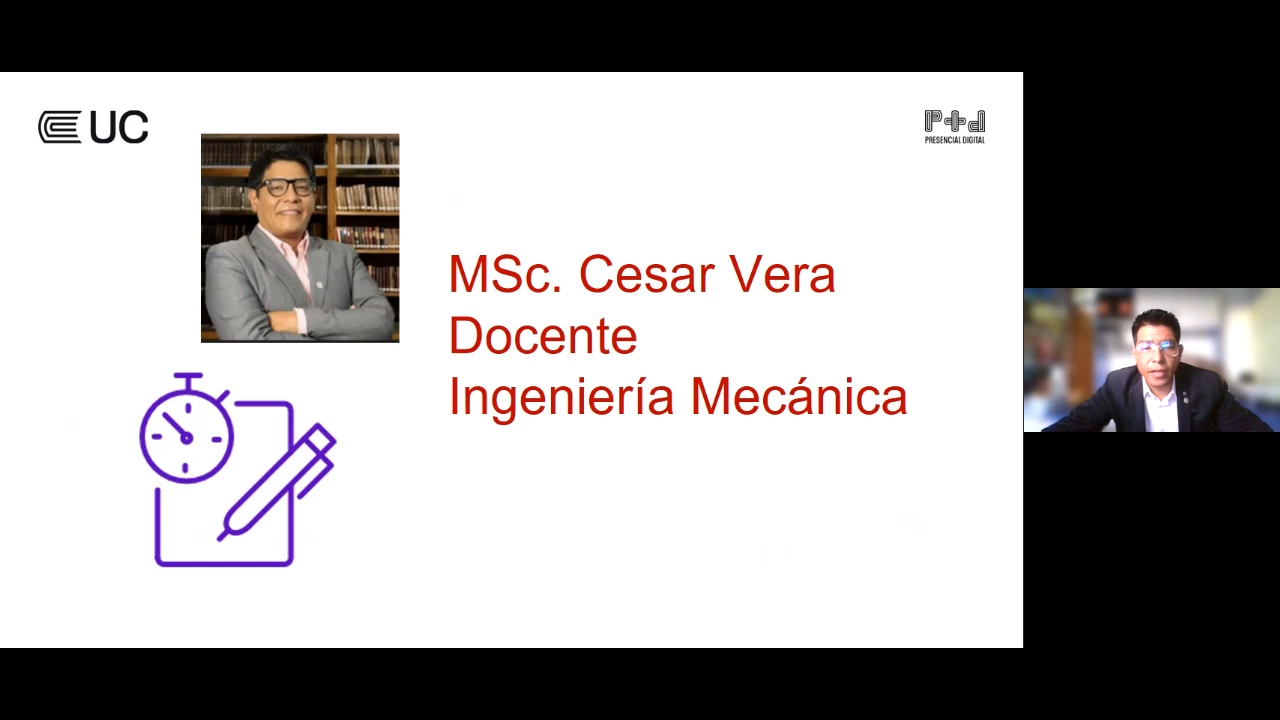 UC
P+d
PRESENCIAL DIGITAL
MSc. Cesar Vera
Docente
Ingeniería Mecánica